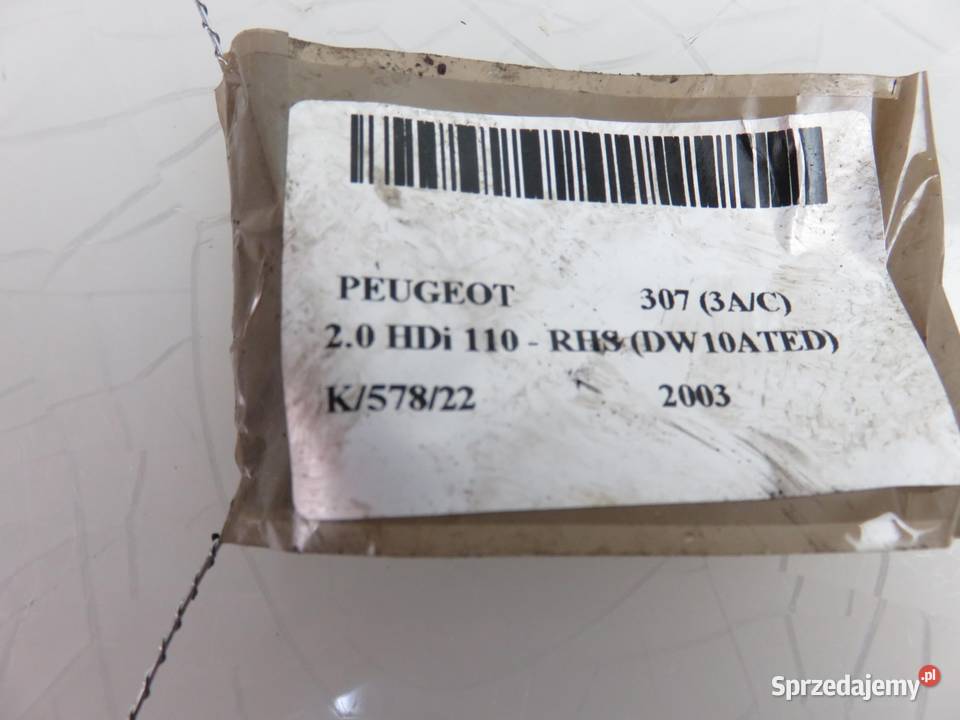 PEUGEOT 307 (3A/C)
2.0 HDi 110 - RHS (DW10ATED)
K/578/22 2003
Sprzedajemy.pl